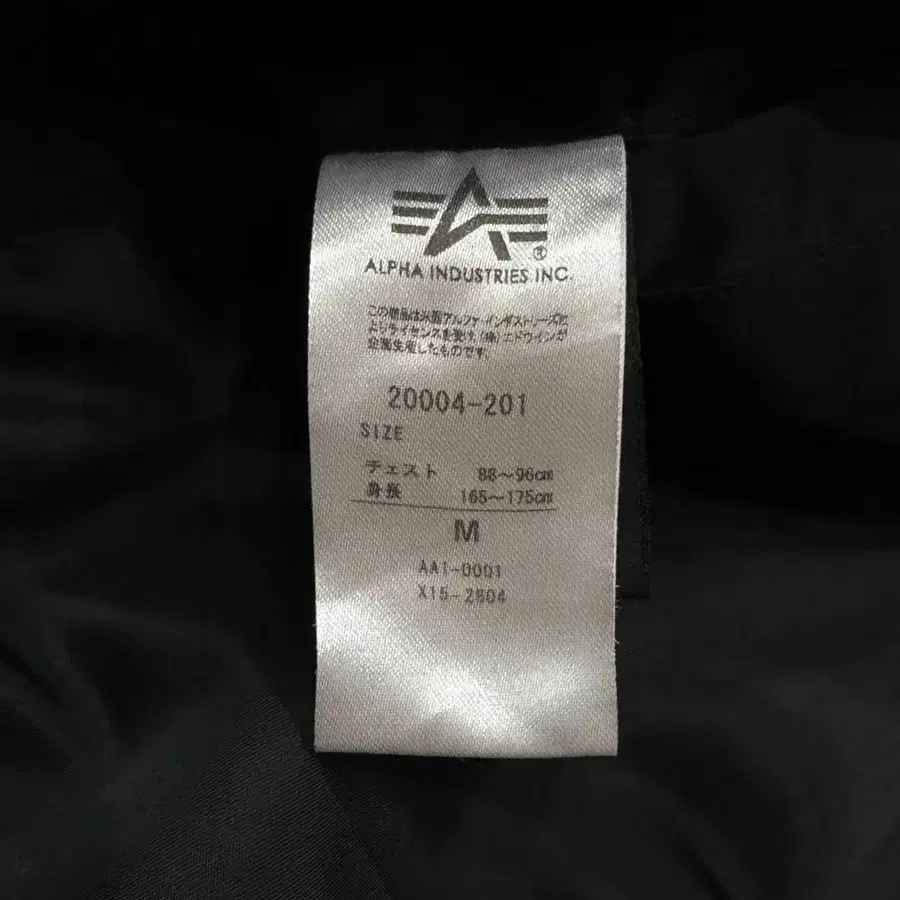 ALPHA INDUSTRIES INC.
この商品は米国アルファ・インダストリーズ社
よりライセンスを受け、(株)エドウインが
企画生産したものです。
20004-201
SIZE
チェスト 88～96cm
身長 165～175cm
M
AA1-0001
X15-2604